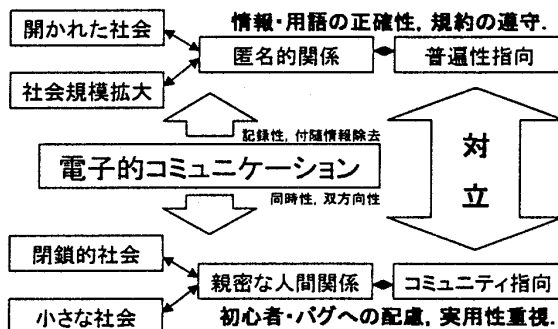 開かれた社会
情報・用語の正確性, 規約の遵守.
匿名的関係
普遍性指向
社会規模拡大
記録性, 付随情報除去
電子的コミュニケーション
対立
同時性, 双方向性
閉鎖的社会
親密な人間関係
コミュニティ指向
小さな社会
初心者・バグへの配慮, 実用性重視.